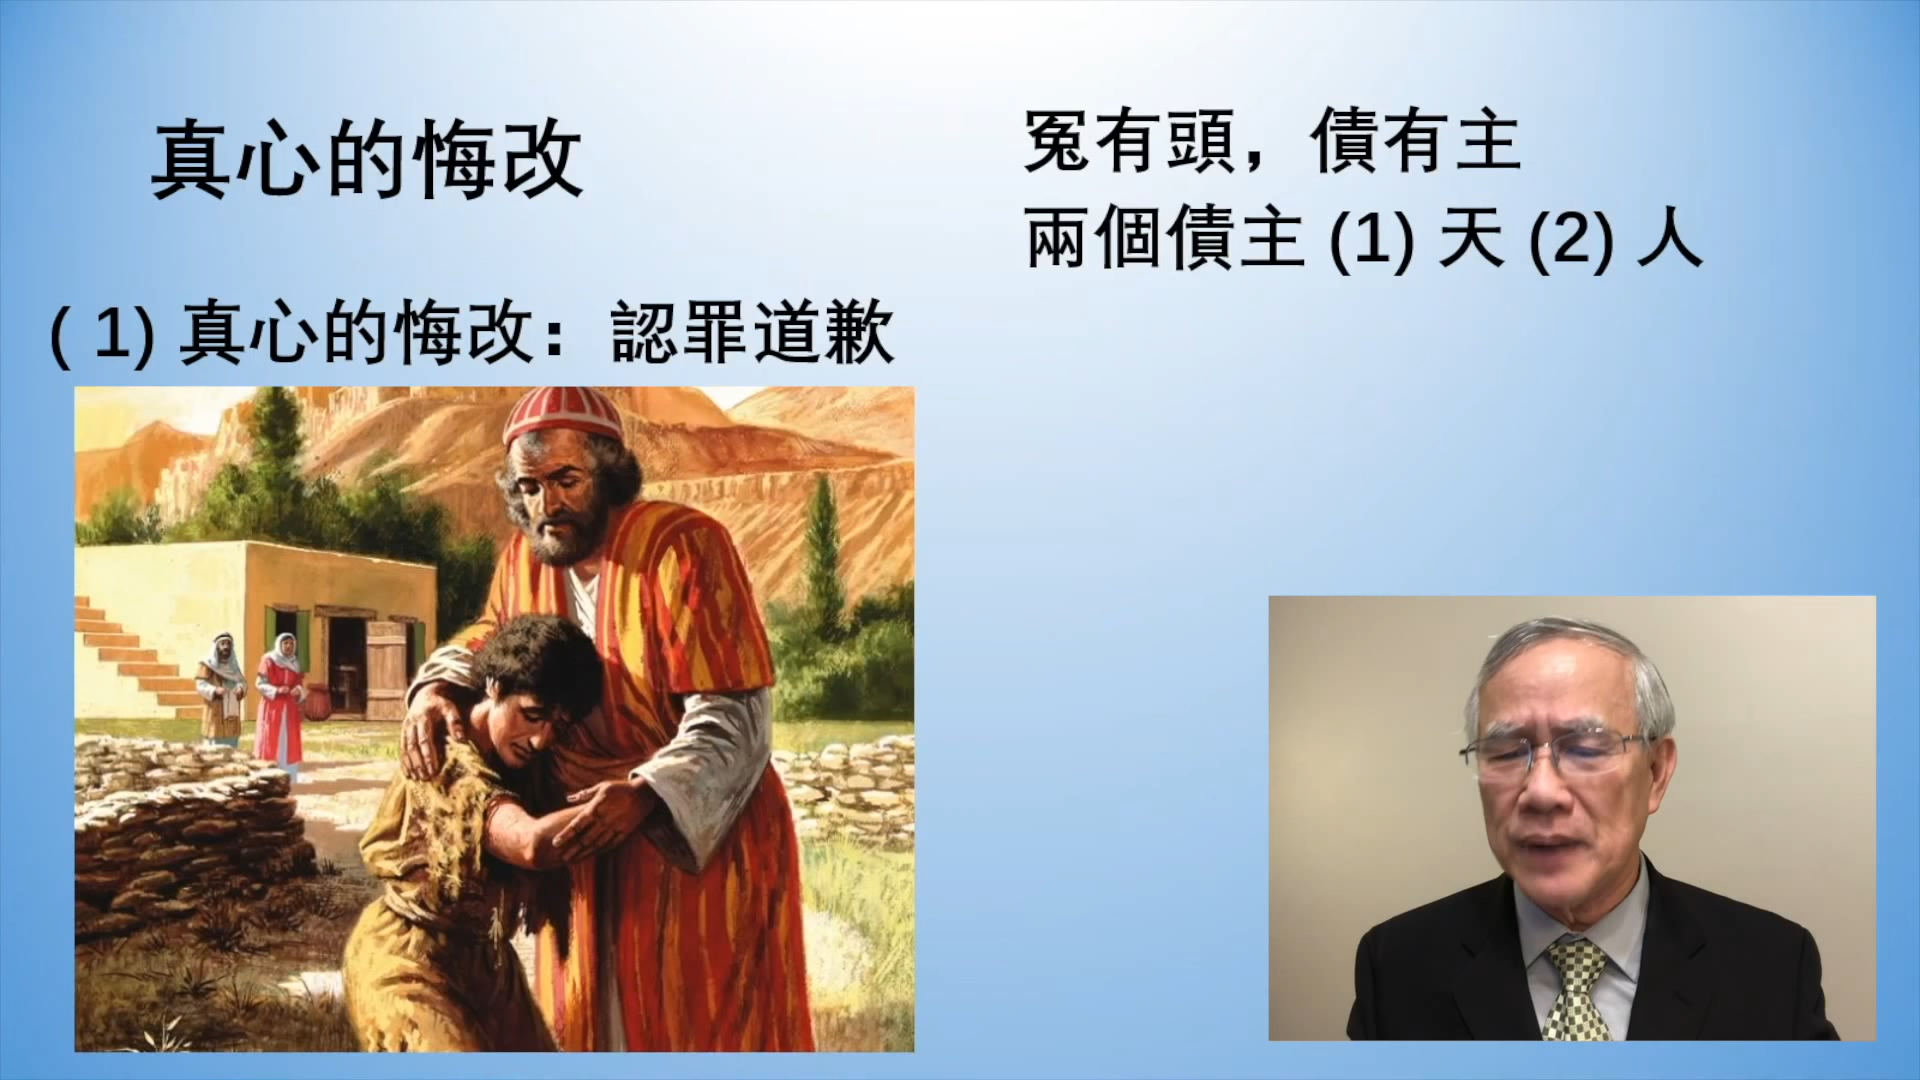 真心的悔改
( 1) 真心的悔改：認罪道歉
冤有頭，債有主
兩個債主 (1) 天 (2) 人